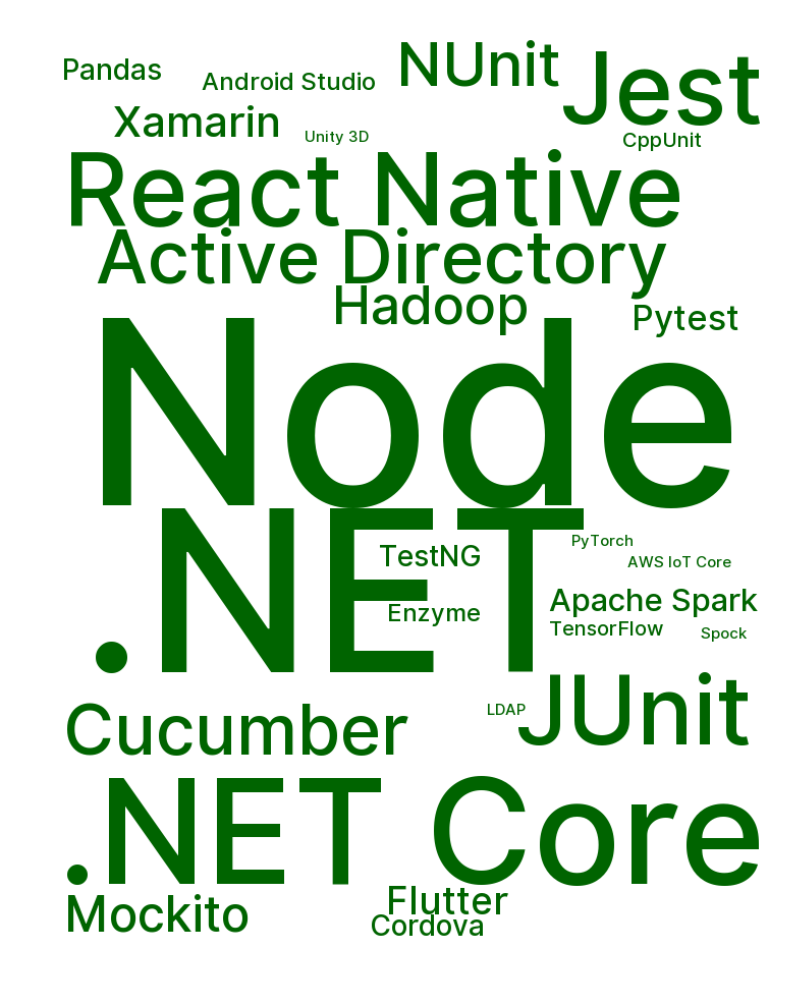 NUnit
Jest
Pandas
Android Studio
Xamarin
Unity 3D
CppUnit
React Native
Active Directory
Hadoop
Pytest
Node
.NET
TestNG
PyTorch
AWS IoT Core
Enzyme
Apache Spark
TensorFlow
Spock
Cucumber
LDAP
JUnit
.NET Core
Mockito
Flutter
Cordova